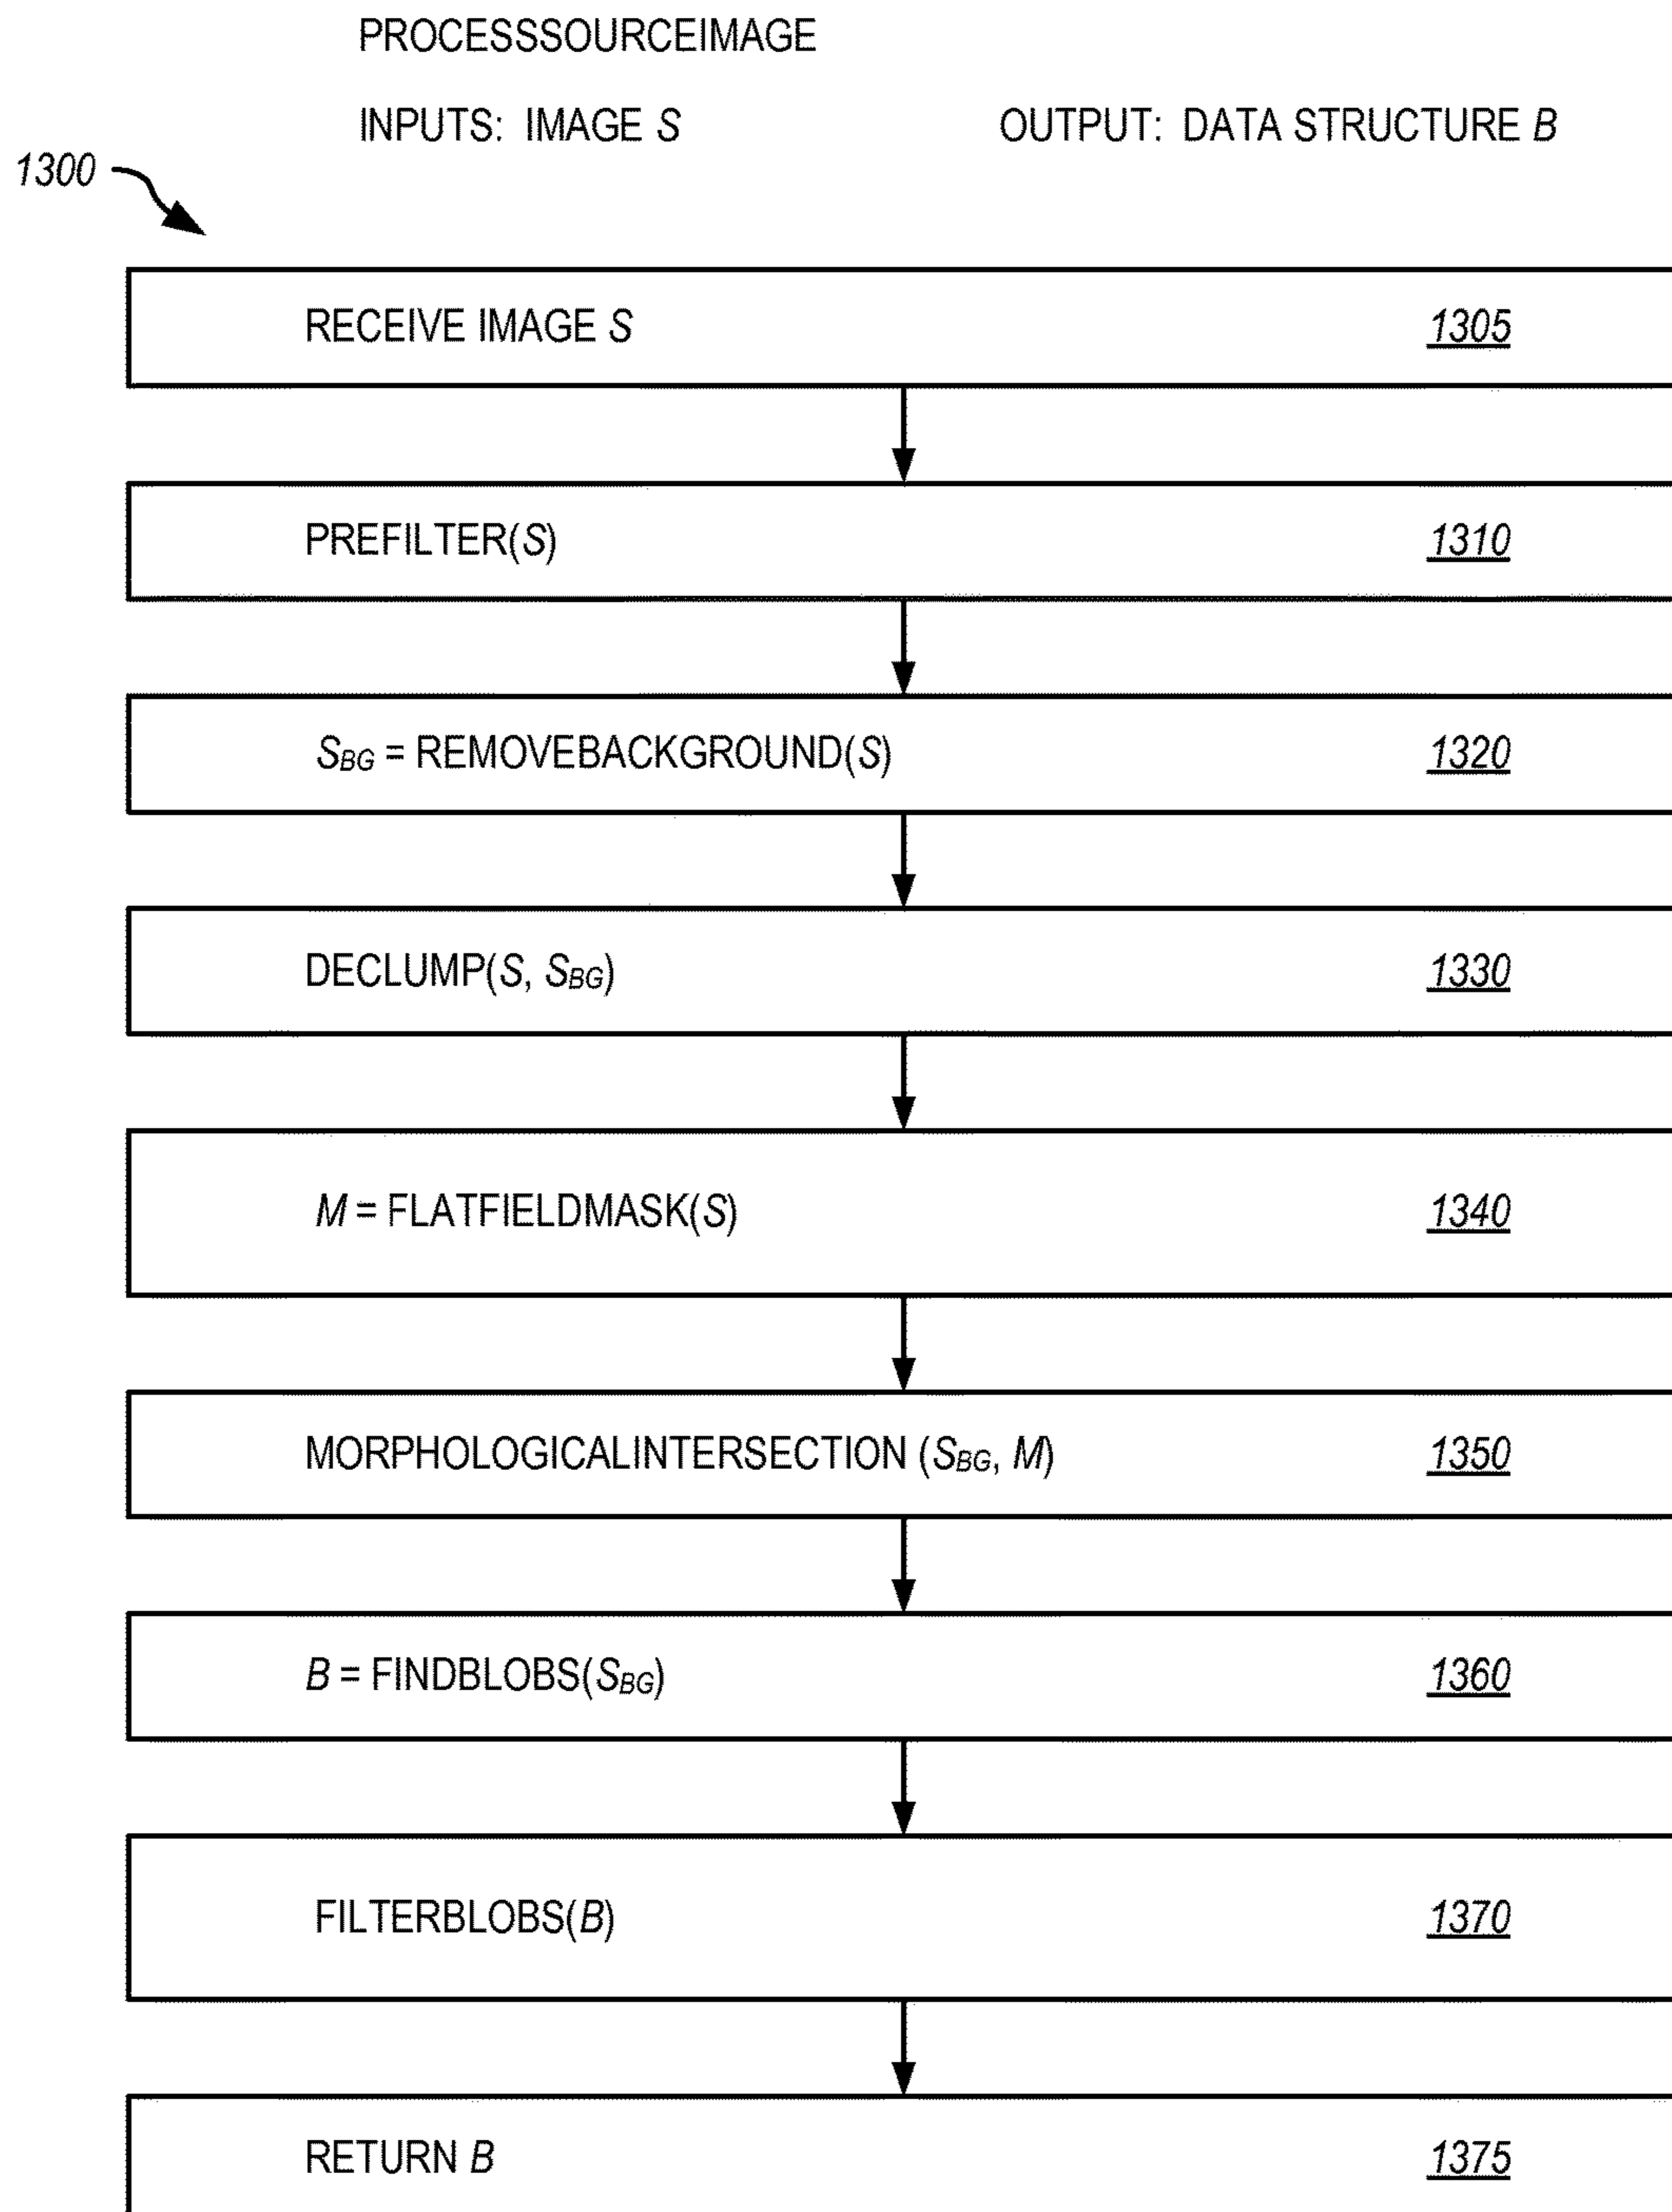 PROCESSSOURCEIMAGE
INPUTS: IMAGE S OUTPUT: DATA STRUCTURE B
1300
RECEIVE IMAGE S 1305
PREFILTER(S) 1310
SBG = REMOVEBACKGROUND(S) 1320
DECLUMP(S, SBG) 1330
M = FLATFIELDMASK(S) 1340
MORPHOLOGICALINTERSECTION (SBG, M) 1350
B = FINDBLOBS(SBG) 1360
FILTERBLOBS(B) 1370
RETURN B 1375